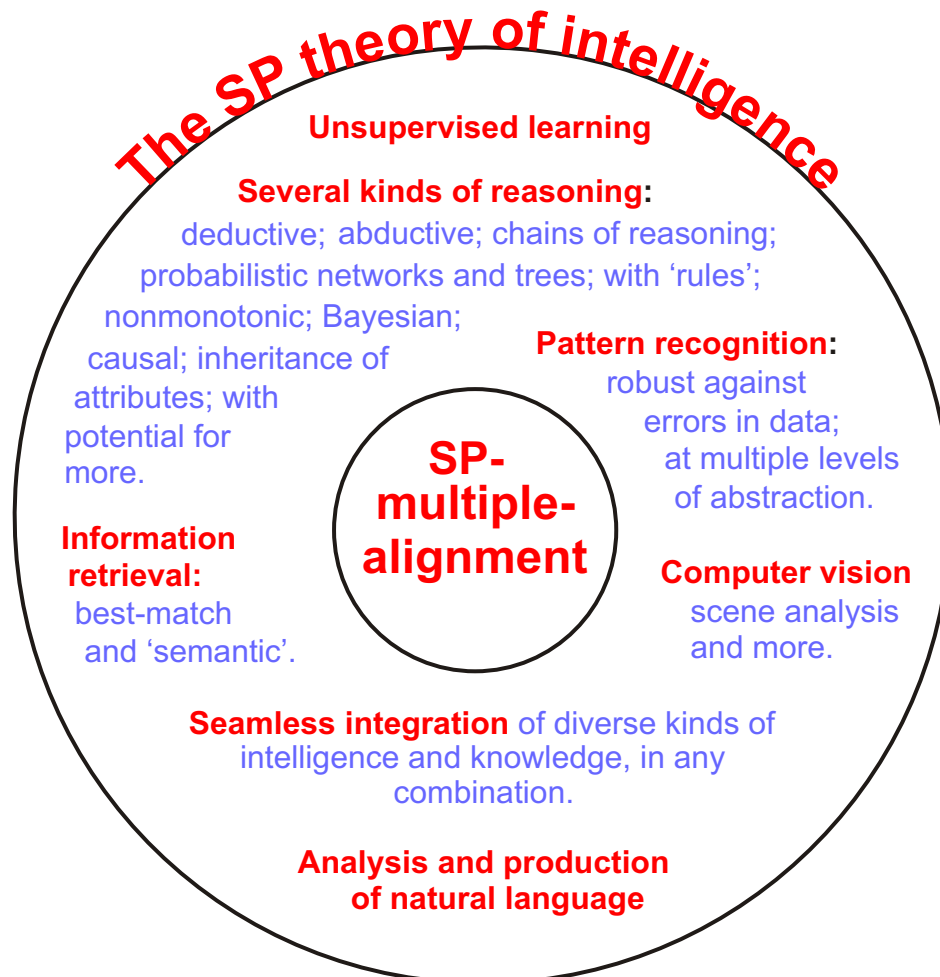 The SP theory of intelligence
Unsupervised learning
Several kinds of reasoning:
deductive; abductive; chains of reasoning;
probabilistic networks and trees; with ‘rules’;
nonmonotonic; Bayesian;
causal; inheritance of
attributes; with
potential for
more.
Pattern recognition:
robust against
errors in data;
at multiple levels
of abstraction.
SP-
multiple-
alignment
Information
retrieval:
best-match
and ‘semantic’.
Computer vision
scene analysis
and more.
Seamless integration of diverse kinds of
intelligence and knowledge, in any
combination.
Analysis and production
of natural language